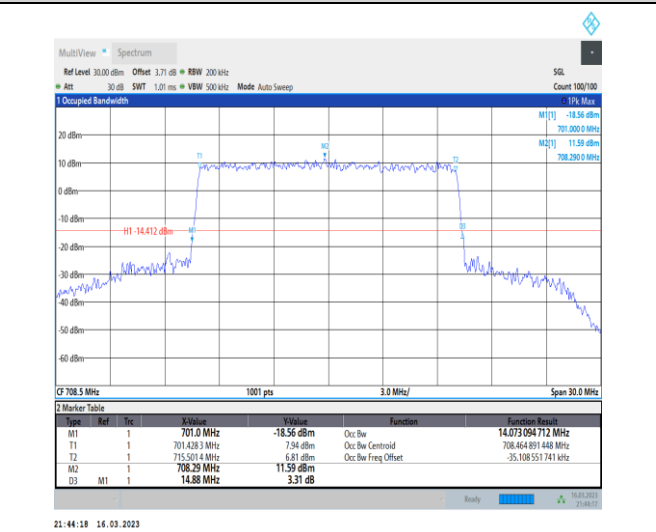 MultiView Spectrum
Ref Level 30.00 dBm Offset 3.71 dB RBW 200 kHz SGL
Att 30 dB SWT 1.01 ms VBW 500 kHz Mode Auto Sweep Count 100/100
1 Occupied Bandwidth 1Pk Max
M1[1] -18.56 dBm
701.000 0 MHz
M2[1] 11.59 dBm
708.290 0 MHz
20 dBm
M2
T1
T2
10 dBm
0 dBm
-10 dBm
H1 -14.412 dBm
M1
D3
-20 dBm
-30 dBm
-40 dBm
-50 dBm
-60 dBm
CF 708.5 MHz 1001 pts 3.0 MHz/ Span 30.0 MHz
2 Marker Table
Type Ref Trc X-Value Y-Value Function Function Result
M1 1 701.0 MHz -18.56 dBm Occ Bw 14.073 094 712 MHz
T1 1 701.428 3 MHz 7.94 dBm Occ Bw Centroid 708.464 891 448 MHz
T2 1 715.501 4 MHz 6.81 dBm Occ Bw Freq Offset -35.108 551 741 kHz
M2 1 708.29 MHz 11.59 dBm
D3 M1 1 14.88 MHz 3.31 dB
Ready 16.03.2023
21:44:17
21:44:18 16.03.2023